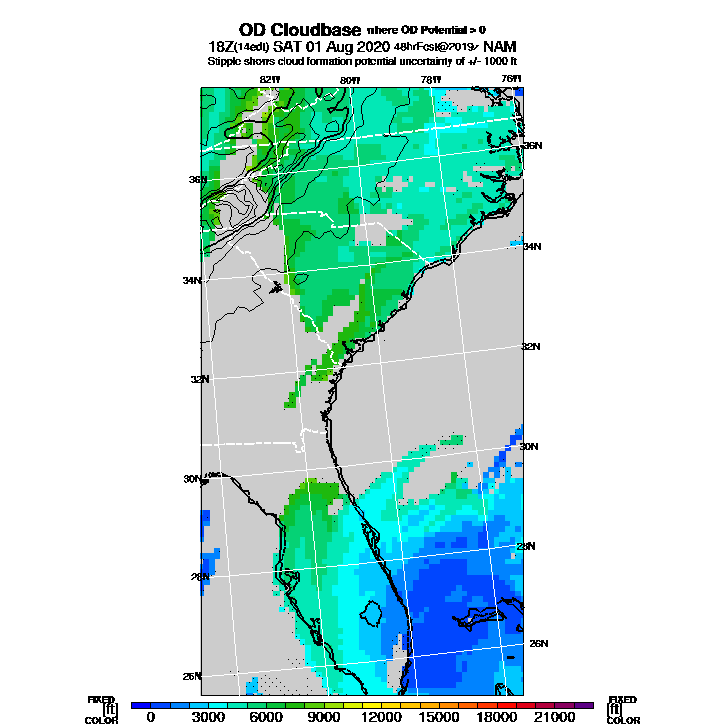 OD Cloudbase where OD Potential > 0
18Z(14edt) SAT 01 Aug 2020 48hrFcst@2019z NAM
Stipple shows cloud formation potential uncertainty of +/- 1000 ft
82W 80W 78W 76W
36N 36N
34N 34N
32N 32N
30N 30N
28N 28N
26N 26N
FIXED [ft] COLOR 0 3000 6000 9000 12000 15000 18000 21000 FIXED [ft] COLOR